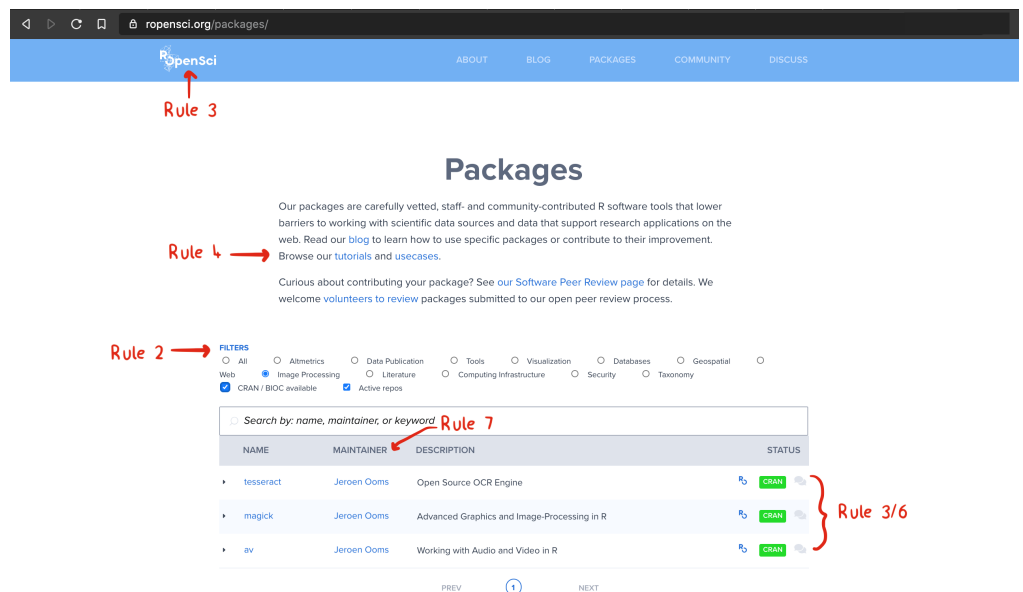 ropensci.org/packages/
ROpenSci
ABOUT BLOG PACKAGES COMMUNITY DISCUSS
Rule 3
Packages
Our packages are carefully vetted, staff- and community-contributed R software tools that lower
barriers to working with scientific data sources and data that support research applications on the
web. Read our blog to learn how to use specific packages or contribute to their improvement.
Rule 4
Browse our tutorials and usecases.
Curious about contributing your package? See our Software Peer Review page for details. We
welcome volunteers to review packages submitted to our open peer review process.
Rule 2
FILTERS
All Altmetrics Data Publication Tools Visualization Databases Geospatial
Web Image Processing Literature Computing Infrastructure Security Taxonomy
CRAN / BIOC available Active repos
Search by: name, maintainer, or keyword
Rule 7
NAME MAINTAINER DESCRIPTION STATUS
tesseract Jeroen Ooms Open Source OCR Engine CRAN
magick Jeroen Ooms Advanced Graphics and Image-Processing in R CRAN
Rule 3/6
av Jeroen Ooms Working with Audio and Video in R CRAN
PREV 1 NEXT